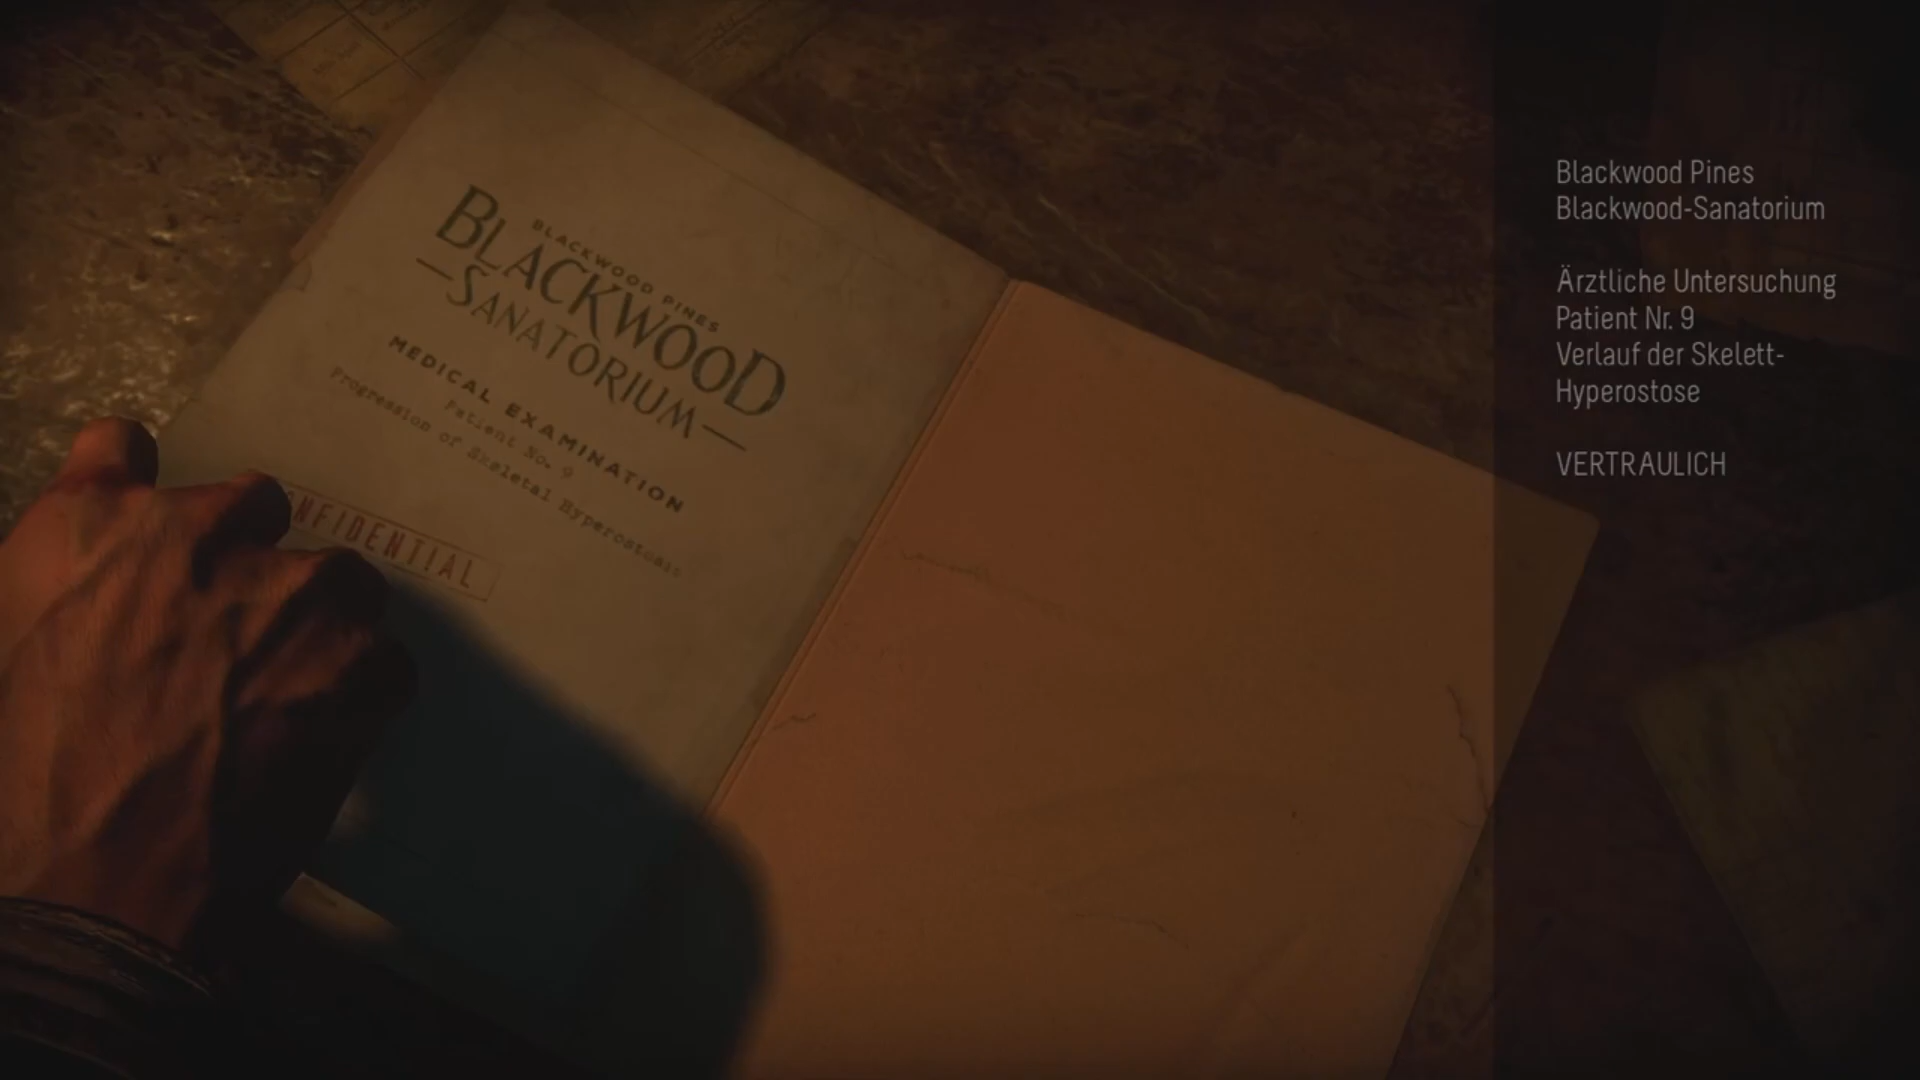 BLACKWOOD PINES
BLACKWOOD
SANATORIUM
MEDICAL EXAMINATION
Patient No. 9
Progression of Skeletal Hyperostosis
ONFIDENTIAL
Blackwood Pines
Blackwood-Sanatorium
Ärztliche Untersuchung
Patient Nr. 9
Verlauf der Skelett-
Hyperostose
VERTRAULICH